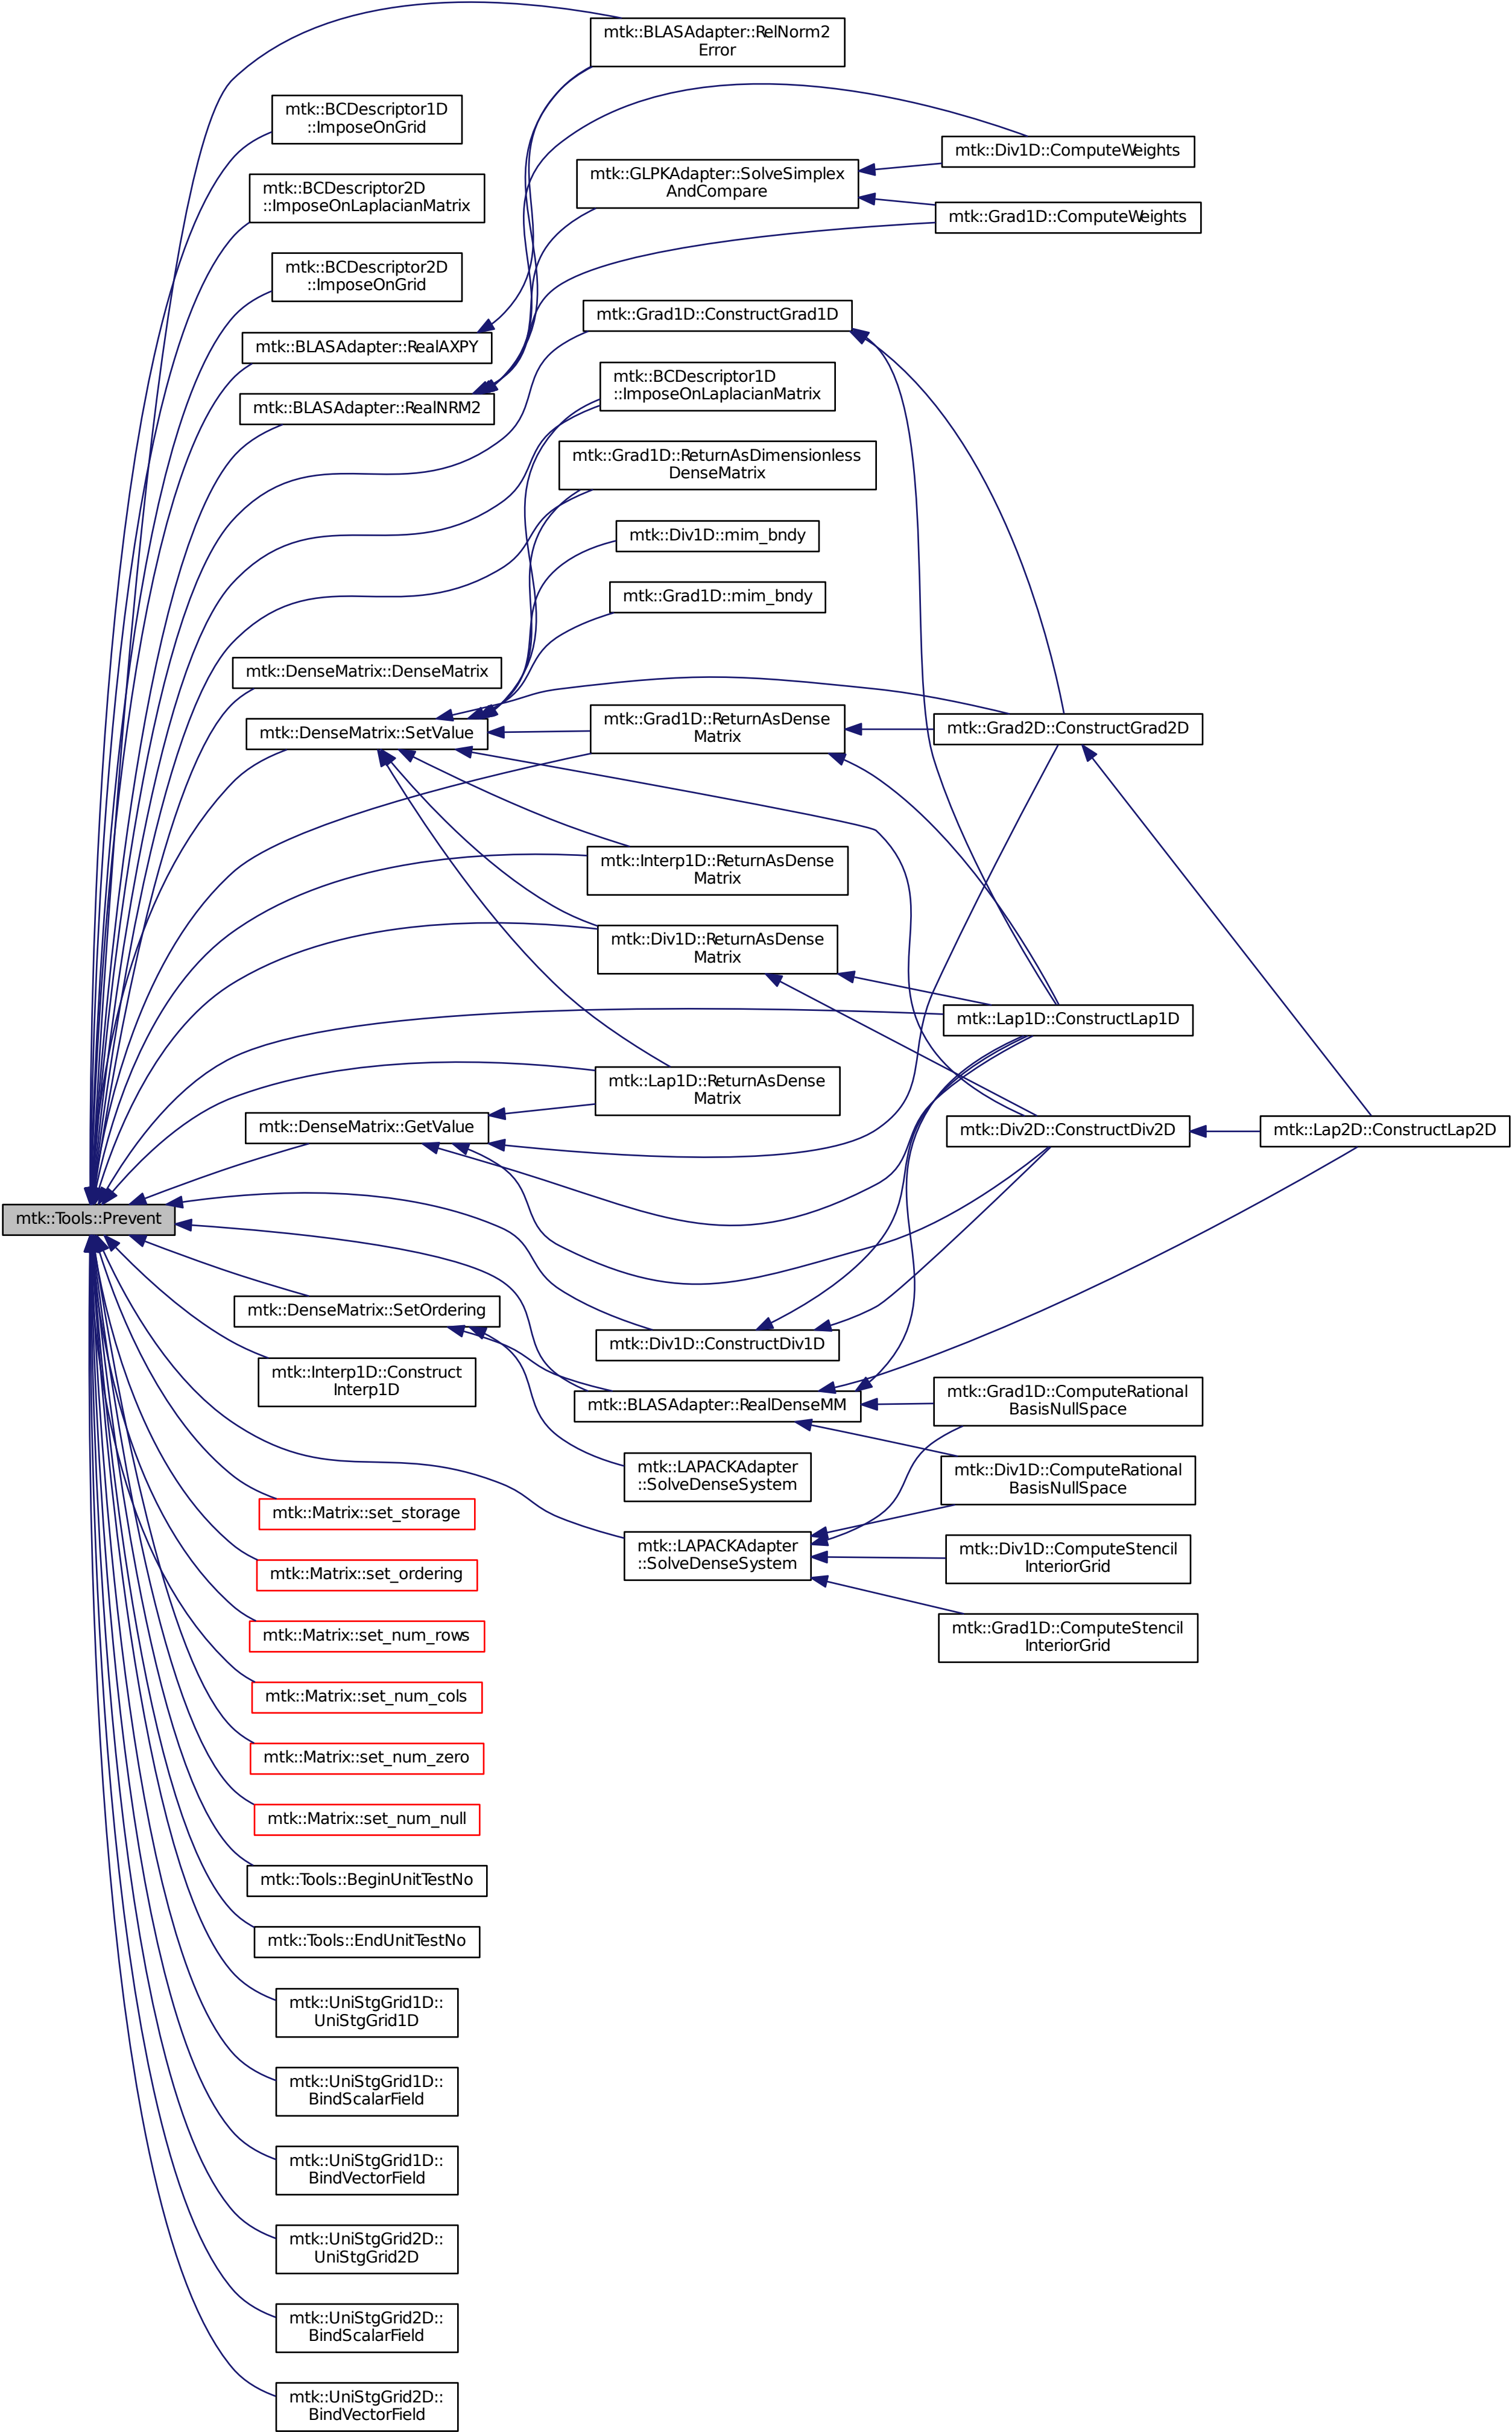 mtk::BLASAdapter::RelNorm2
Error
mtk::BCDescriptor1D
::ImposeOnGrid
mtk::Div1D::ComputeWeights
mtk::GLPKAdapter::SolveSimplex
AndCompare
mtk::BCDescriptor2D
::ImposeOnLaplacianMatrix
mtk::Grad1D::ComputeWeights
mtk::BCDescriptor2D
::ImposeOnGrid
mtk::Grad1D::ConstructGrad1D
mtk::BLASAdapter::RealAXPY
mtk::BCDescriptor1D
::ImposeOnLaplacianMatrix
mtk::BLASAdapter::RealNRM2
mtk::Grad1D::ReturnAsDimensionless
DenseMatrix
mtk::Div1D::mim_bndy
mtk::Grad1D::mim_bndy
mtk::DenseMatrix::DenseMatrix
mtk::DenseMatrix::SetValue
mtk::Grad1D::ReturnAsDense
Matrix
mtk::Grad2D::ConstructGrad2D
mtk::Interp1D::ReturnAsDense
Matrix
mtk::Div1D::ReturnAsDense
Matrix
mtk::Lap1D::ConstructLap1D
mtk::Lap1D::ReturnAsDense
Matrix
mtk::DenseMatrix::GetValue
mtk::Div2D::ConstructDiv2D
mtk::Lap2D::ConstructLap2D
mtk::Tools::Prevent
mtk::DenseMatrix::SetOrdering
mtk::Div1D::ConstructDiv1D
mtk::Interp1D::Construct
Interp1D
mtk::BLASAdapter::RealDenseMM
mtk::Grad1D::ComputeRational
BasisNullSpace
mtk::LAPACKAdapter
::SolveDenseSystem
mtk::Div1D::ComputeRational
BasisNullSpace
mtk::Matrix::set_storage
mtk::LAPACKAdapter
::SolveDenseSystem
mtk::Div1D::ComputeStencil
InteriorGrid
mtk::Matrix::set_ordering
mtk::Grad1D::ComputeStencil
InteriorGrid
mtk::Matrix::set_num_rows
mtk::Matrix::set_num_cols
mtk::Matrix::set_num_zero
mtk::Matrix::set_num_null
mtk::Tools::BeginUnitTestNo
mtk::Tools::EndUnitTestNo
mtk::UniStgGrid1D::
UniStgGrid1D
mtk::UniStgGrid1D::
BindScalarField
mtk::UniStgGrid1D::
BindVectorField
mtk::UniStgGrid2D::
UniStgGrid2D
mtk::UniStgGrid2D::
BindScalarField
mtk::UniStgGrid2D::
BindVectorField